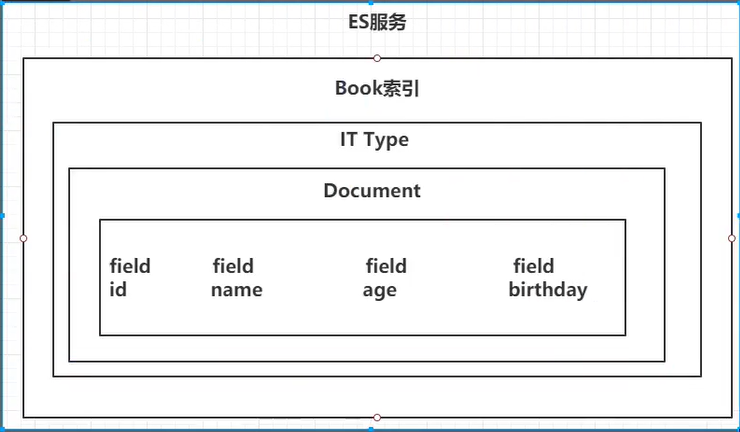 ES服务
Book索引
IT Type
Document
field field field field
id name age birthday